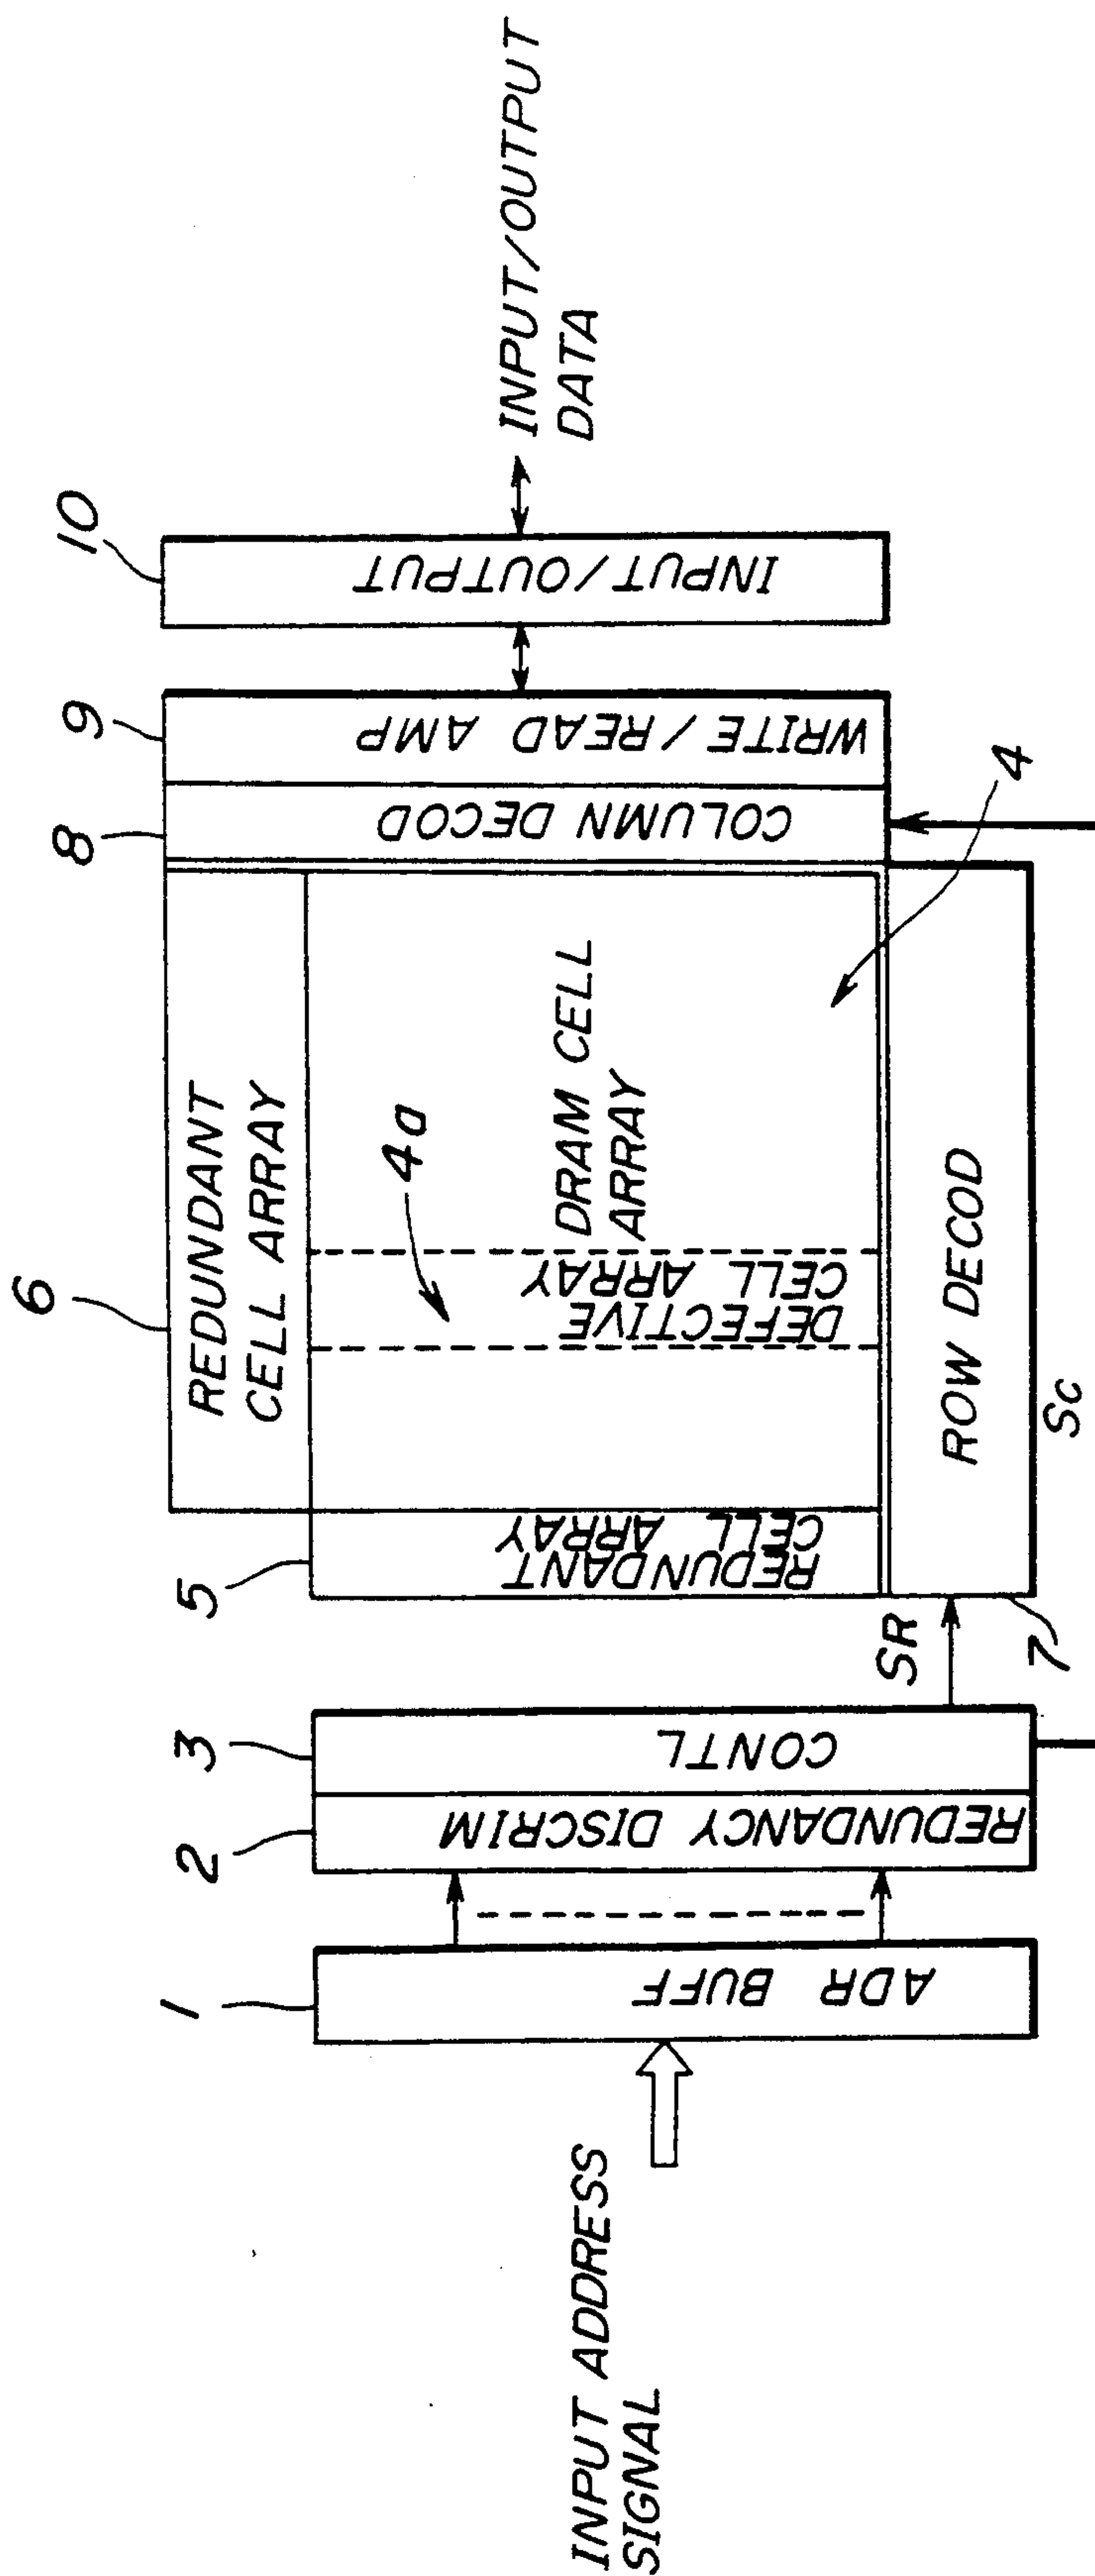 INPUT ADDRESS
SIGNAL
1
ADR BUFF
2
REDUNDANCY DISCRIM
3
CONTL
SR
5
REDUNDANT
CELL ARRAY
6
REDUNDANT
CELL ARRAY
4a
DEFECTIVE
CELL ARRAY
DRAM CELL
ARRAY
4
7
ROW DECOD
Sc
8
COLUMN DECOD
9
WRITE/READ AMP
10
INPUT/OUTPUT
INPUT/OUTPUT
DATA